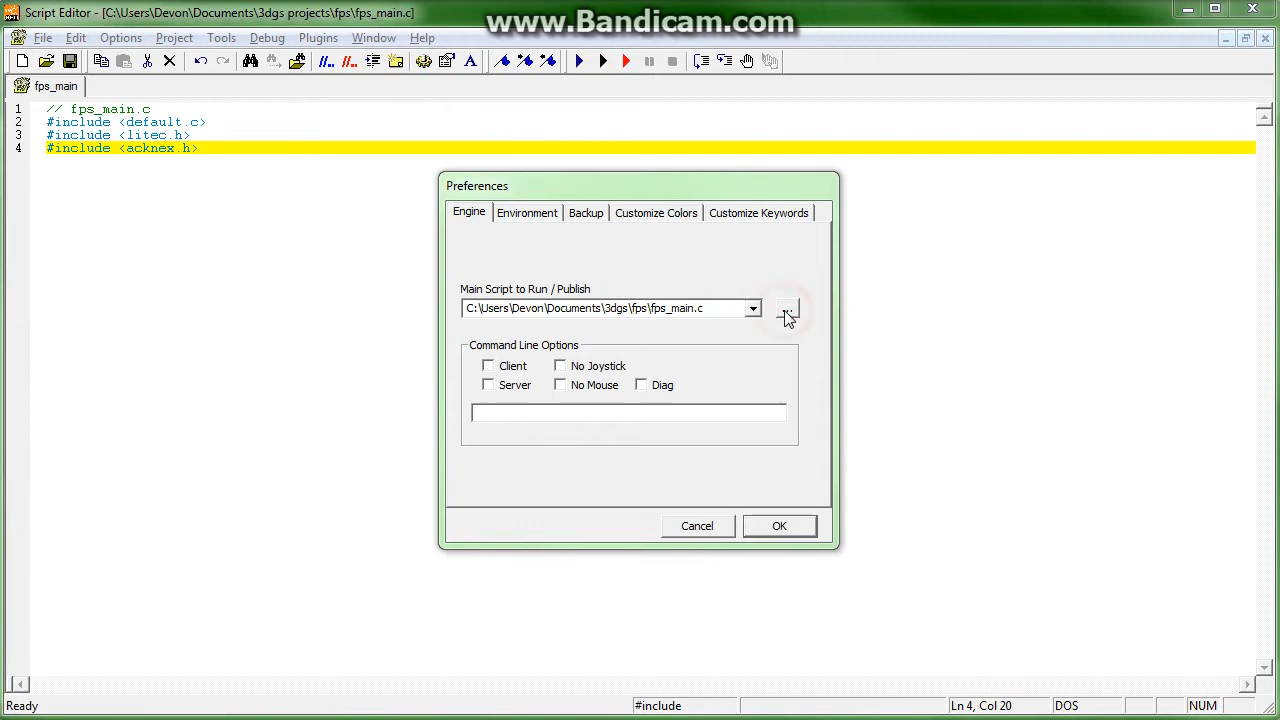 Script Editor - [C:\Users\Devon\Documents\3dgs projects\fps\fps_main.c]
www.Bandicam.com
File Edit Options Project Tools Debug Plugins Window Help
fps_main
1 // fps_main.c
2 #include <default.c>
3 #include <litec.h>
4 #include <acknex.h>
Preferences
Engine Environment Backup Customize Colors Customize Keywords
Main Script to Run / Publish
C:\Users\Devon\Documents\3dgs\fps\fps_main.c ...
Command Line Options
Client No Joystick
Server No Mouse Diag
Cancel OK
Ready #include Ln 4, Col 20 DOS NUM